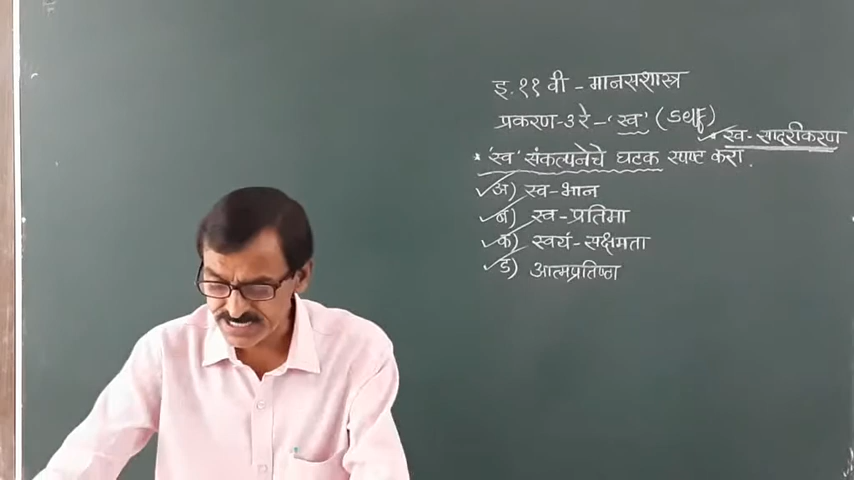 इ. ११ वी - मानसशास्त्र
प्रकरण-३ रे - 'स्व' (Self)
• स्व- सादरीकरण
• 'स्व' संकल्पनेचे घटक स्पष्ट करा.
अ) स्व-भान
ब) स्व-प्रतिमा
क) स्वयं-सक्षमता
ड) आत्मप्रतिष्ठा